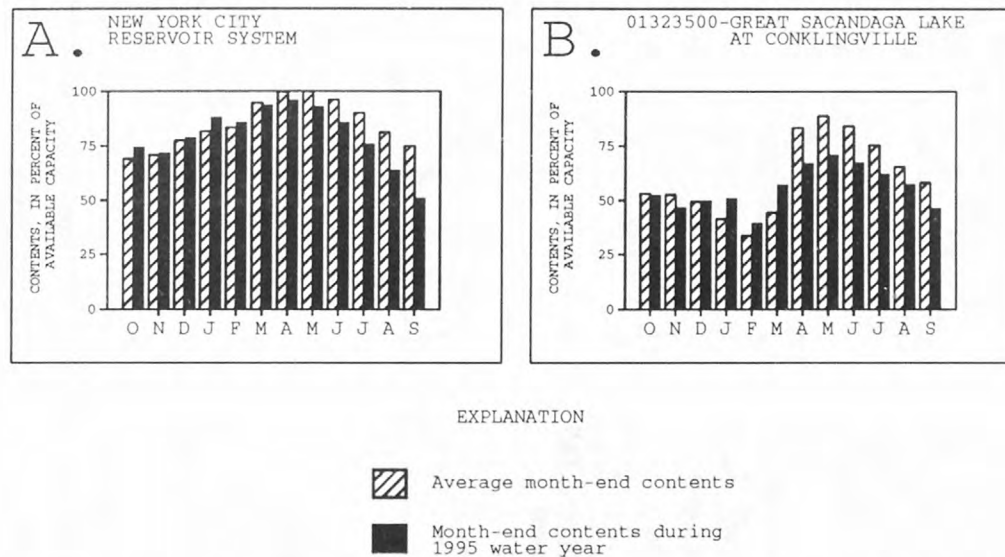 A.
NEW YORK CITY
RESERVOIR SYSTEM
CONTENTS, IN PERCENT OF
AVAILABLE CAPACITY
100
75
50
25
0
O N D J F M A M J J A S
B.
01323500-GREAT SACANDAGA LAKE
AT CONKLINGVILLE
CONTENTS, IN PERCENT OF
AVAILABLE CAPACITY
100
75
50
25
0
O N D J F M A M J J A S
EXPLANATION
Average month-end contents
Month-end contents during
1995 water year